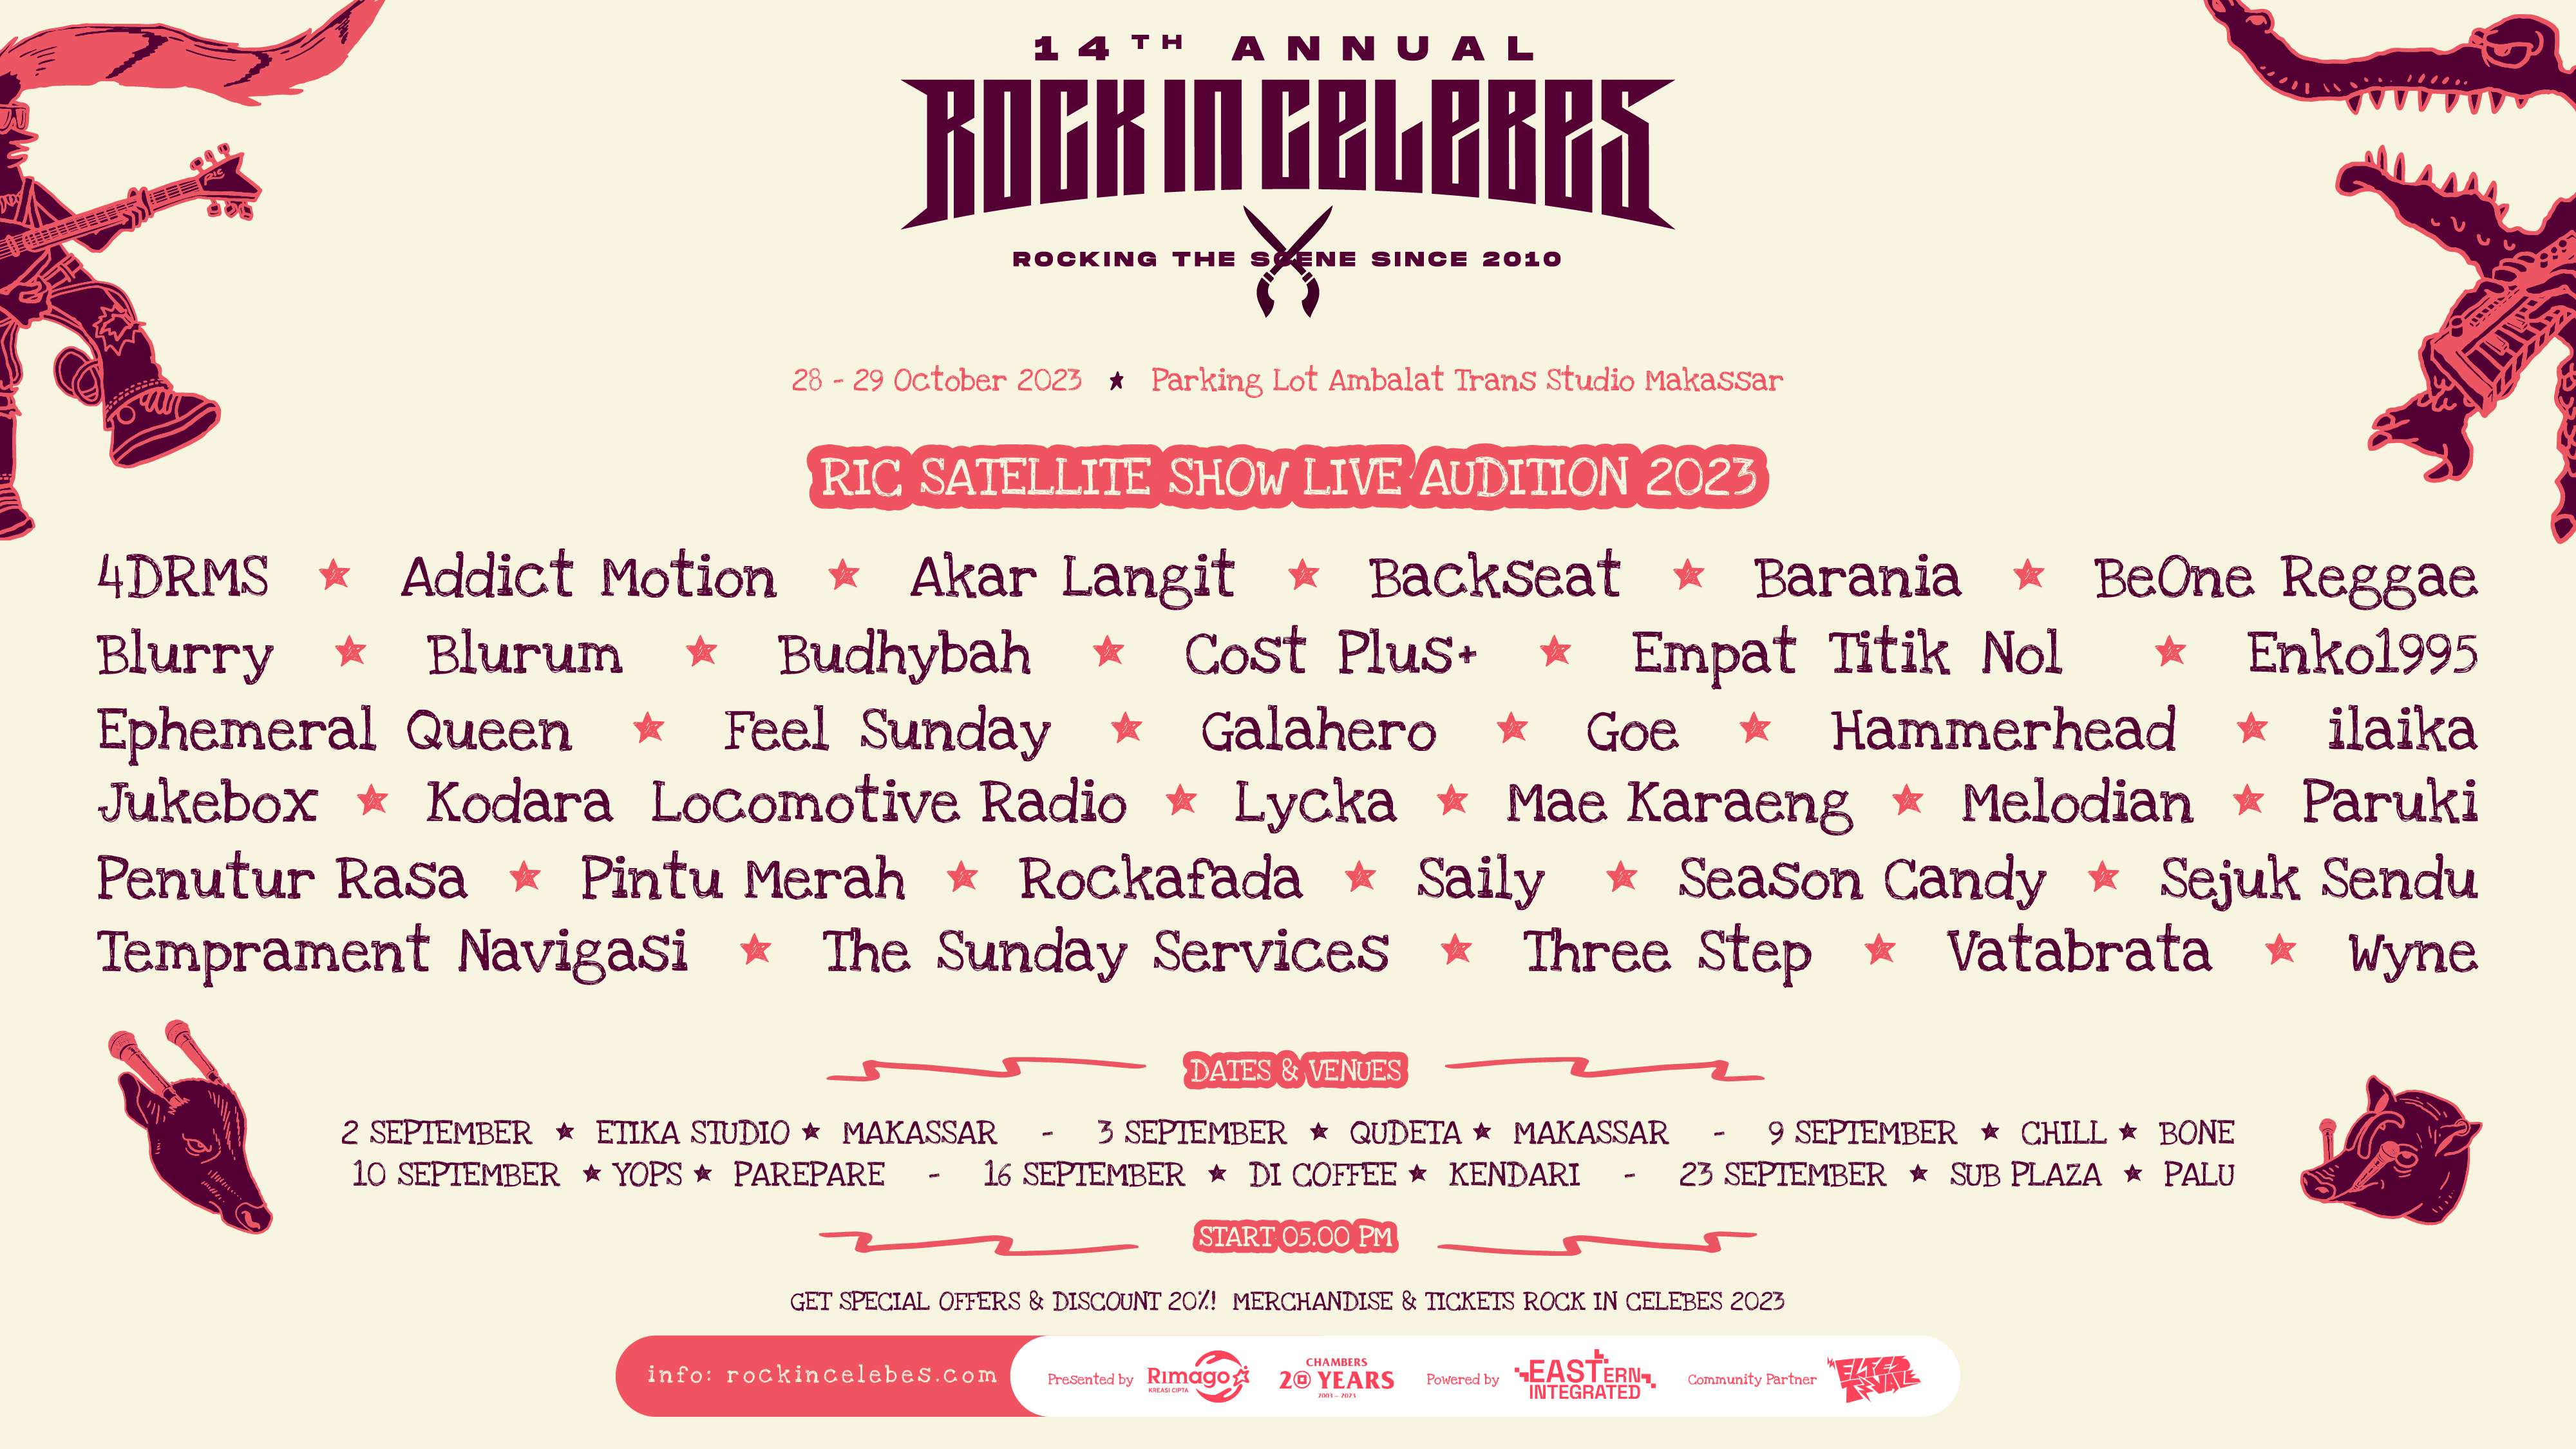 14TH ANNUAL
ROCK IN CELEBES
ROCKING THE SCENE SINCE 2010
28 - 29 October 2023 ★ Parking Lot Ambalat Trans Studio Makassar
RIC SATELLITE SHOW LIVE AUDITION 2023
4DRMS ★ Addict Motion ★ Akar Langit ★ Backseat ★ Barania ★ BeOne Reggae
Blurry ★ Blurum ★ Budhybah ★ Cost Plus+ ★ Empat Titik Nol ★ Enko1995
Ephemeral Queen ★ Feel Sunday ★ Galahero ★ Goe ★ Hammerhead ★ ilaika
Jukebox ★ Kodara Locomotive Radio ★ Lycka ★ Mae Karaeng ★ Melodian ★ Paruki
Penutur Rasa ★ Pintu Merah ★ Rockafada ★ Saily ★ Season Candy ★ Sejuk Sendu
Temprament Navigasi ★ The Sunday Services ★ Three Step ★ Vatabrata ★ Wyne
DATES & VENUES
2 SEPTEMBER ★ ETIKA STUDIO ★ MAKASSAR - 3 SEPTEMBER ★ QUDETA ★ MAKASSAR - 9 SEPTEMBER ★ CHILL ★ BONE
10 SEPTEMBER ★ YOPS ★ PAREPARE - 16 SEPTEMBER ★ DI COFFEE ★ KENDARI - 23 SEPTEMBER ★ SUB PLAZA ★ PALU
START 05.00 PM
GET SPECIAL OFFERS & DISCOUNT 20%! MERCHANDISE & TICKETS ROCK IN CELEBES 2023
info: rockincelebes.com
Presented by Rimago KREASI CIPTA
CHAMBERS
20 YEARS
2003 - 2023
Powered by EASTERN INTEGRATED
Community Partner